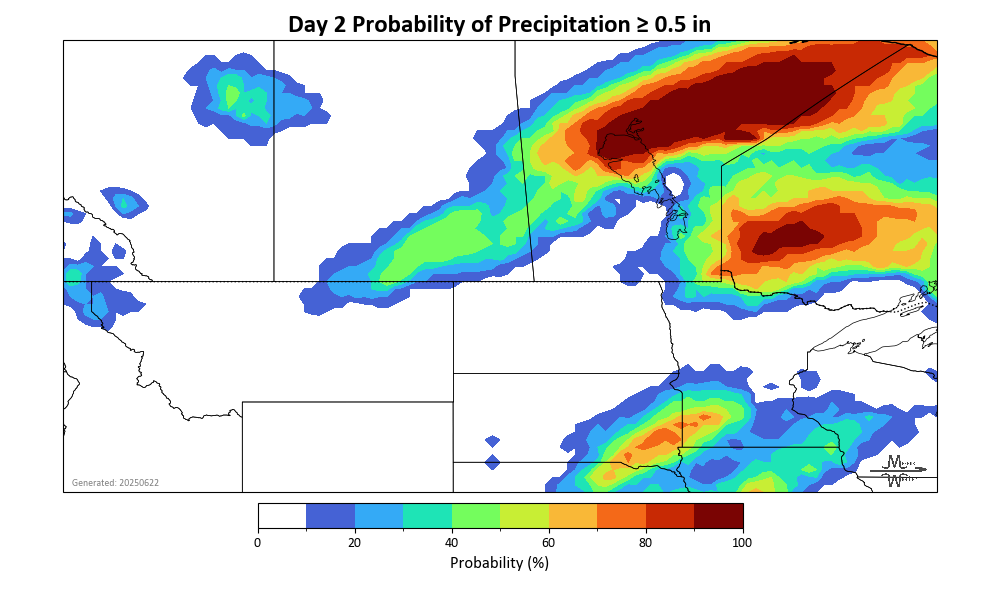 Day 2 Probability of Precipitation ≥ 0.5 in
Generated: 20250622
0 20 40 60 80 100
Probability (%)